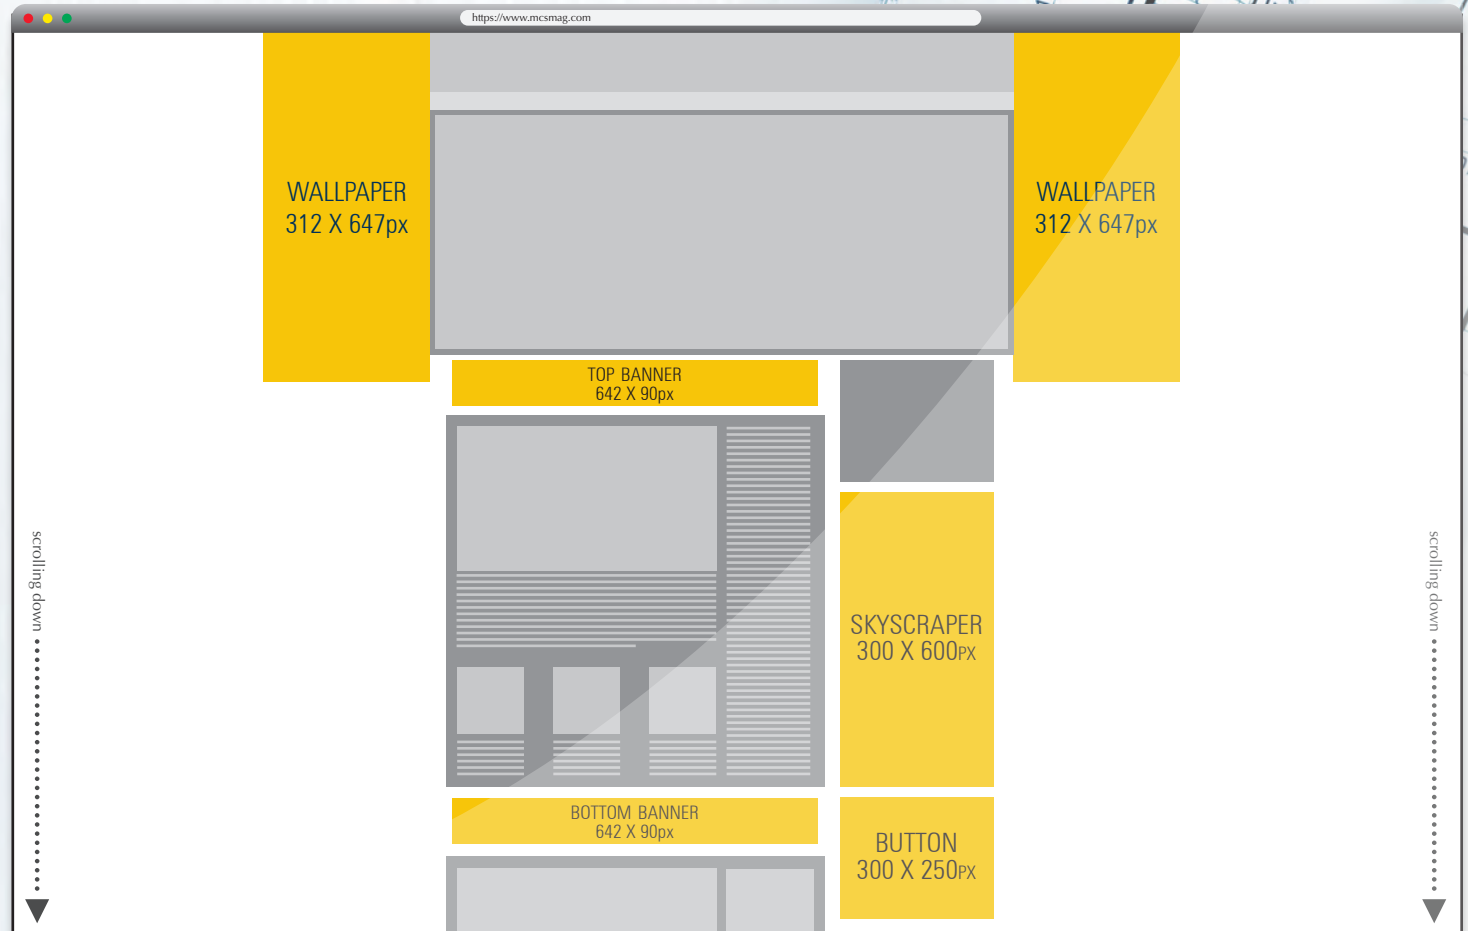 https://www.mcsmag.com
WALLPAPER
312 X 647px
WALLPAPER
312 X 647px
TOP BANNER
642 X 90px
scrolling down
SKYSCRAPER
300 X 600PX
scrolling down
BOTTOM BANNER
642 X 90px
BUTTON
300 X 250PX